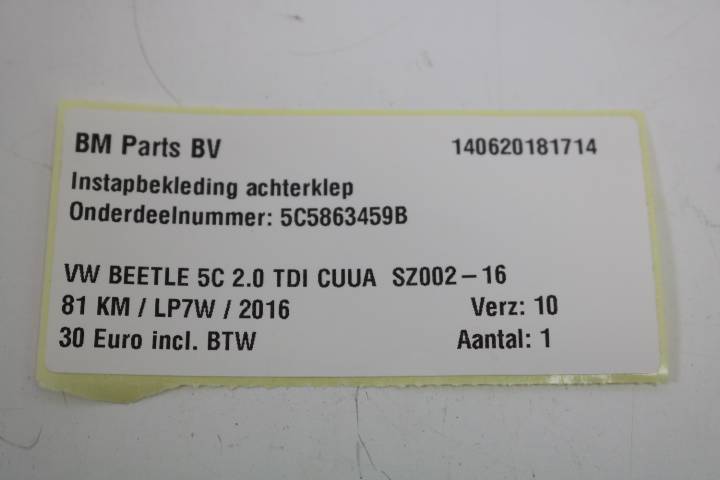 BM Parts BV 140620181714
Instapbekleding achterklep
Onderdeelnummer: 5C5863459B
VW BEETLE 5C 2.0 TDI CUUA SZ002-16
81 KM / LP7W / 2016 Verz: 10
30 Euro incl. BTW Aantal: 1